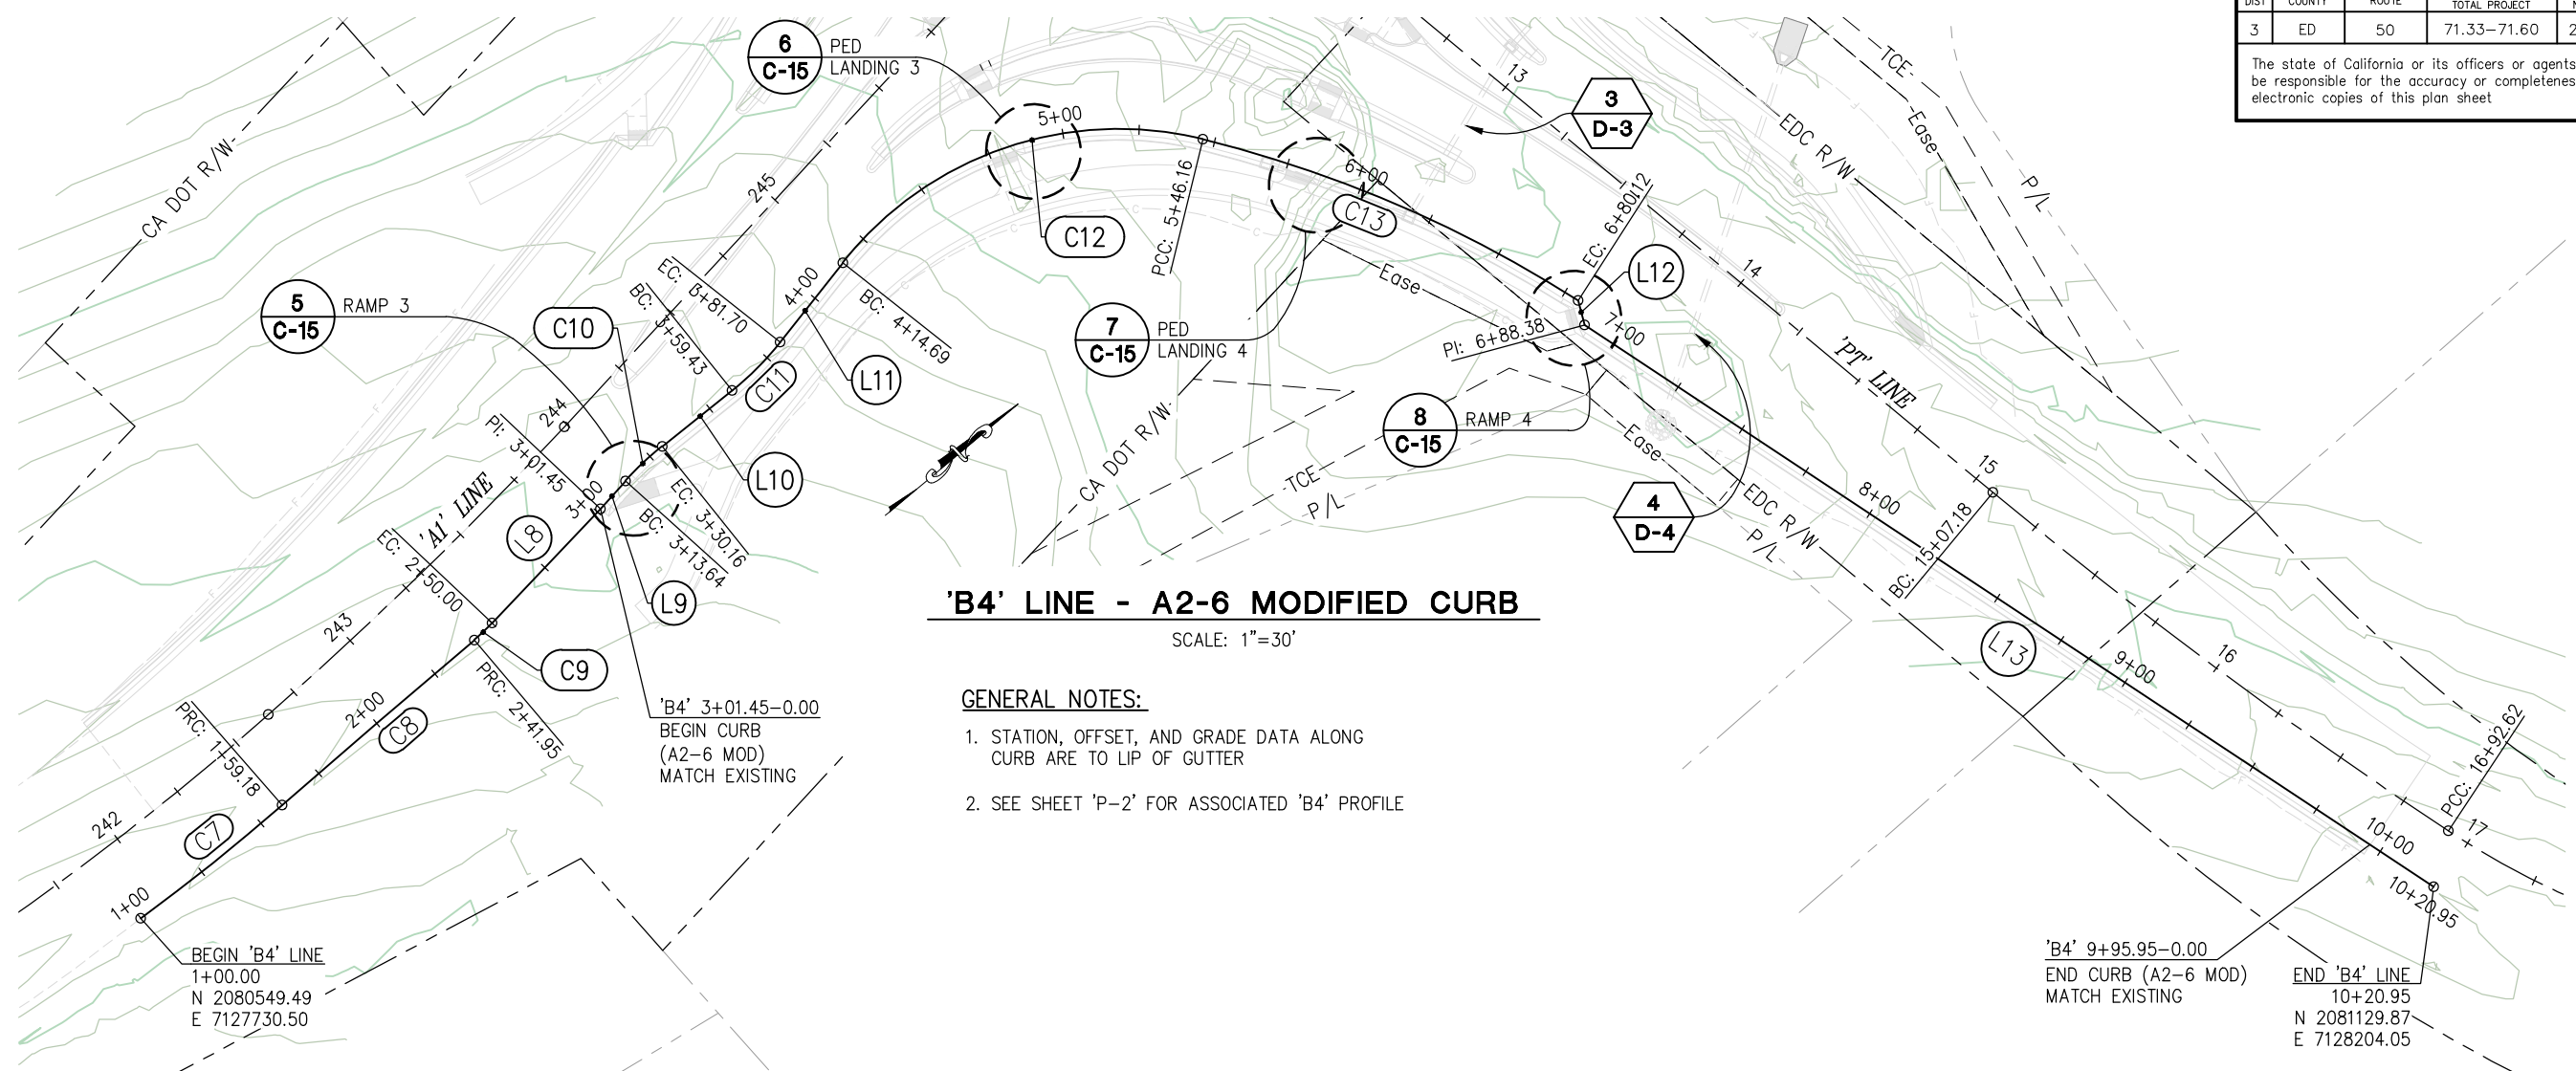 DIST COUNTY ROUTE TOTAL PROJECT
3 ED 50 71.33-71.60
The state of California or its officers or agents
be responsible for the accuracy or
electronic copies of this plan sheet
6
C-15
PED
LANDING 3
5+00
13
3
D-3
TCE
Ease
EDC R/W
P/L
CA DOT R/W
245
C12
PCC: 5+46.16
6+00
C13
EC: 6+80.12
L12
14
5
C-15
RAMP 3
C10
EC: 3+81.70
BC: 3+59.43
4+00
BC: 4+14.69
Ease
7
C-15
PED
LANDING 4
PI: 6+88.38
7+00
'PT' LINE
C11
L11
244
PI: 3+01.45
8
C-15
RAMP 4
CA DOT R/W
TCE
P/L
Ease
EDC R/W
P/L
4
D-4
8+00
15
BC: 15+07.18
'A1' LINE
3+00
L10
EC: 3+30.16
BC: 3+13.64
L8
L9
EC: 2+50.00
243
'B4' LINE - A2-6 MODIFIED CURB
SCALE: 1"=30'
C9
PRC: 2+41.95
2+00
C8
L13
9+00
16
PRC: 1+59.18
'B4' 3+01.45-0.00
BEGIN CURB
(A2-6 MOD)
MATCH EXISTING
GENERAL NOTES:
1. STATION, OFFSET, AND GRADE DATA ALONG
CURB ARE TO LIP OF GUTTER
2. SEE SHEET 'P-2' FOR ASSOCIATED 'B4' PROFILE
PCC: 16+92.62
17
242
C7
1+00
10+00
10+20.95
BEGIN 'B4' LINE
1+00.00
N 2080549.49
E 7127730.50
'B4' 9+95.95-0.00
END CURB (A2-6 MOD)
MATCH EXISTING
END 'B4' LINE
10+20.95
N 2081129.87
E 7128204.05